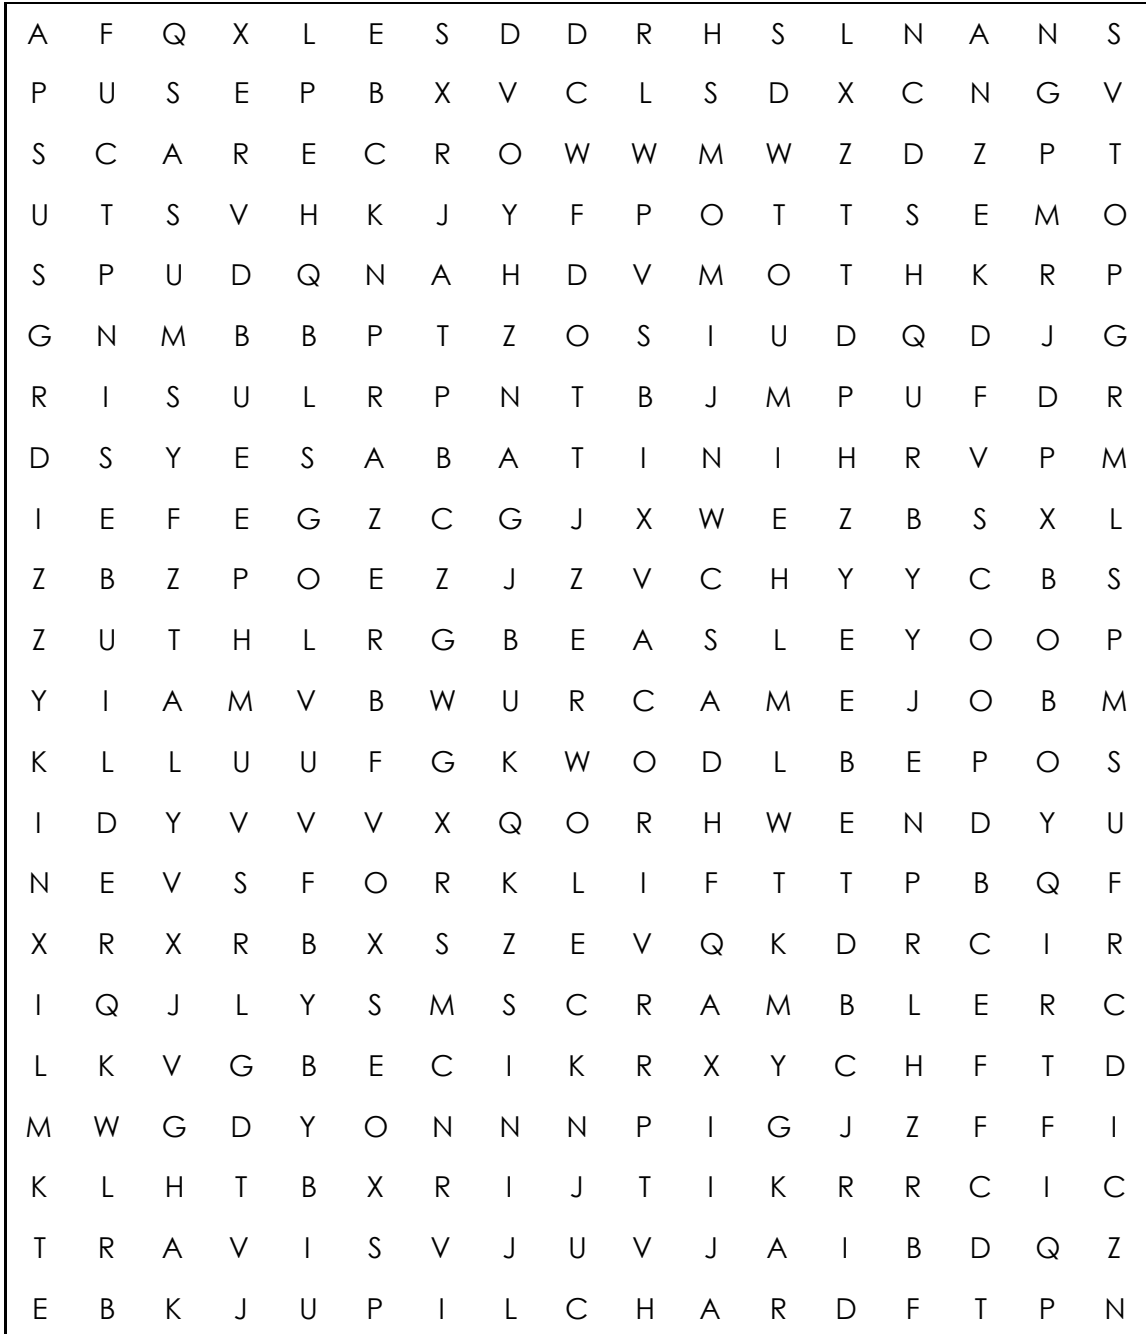 A F Q X L E S D D R H S L N A N S
P U S E P B X V C L S D X C N G V
S C A R E C R O W W M W Z D Z P T
U T S V H K J Y F P O T T S E M O
S P U D Q N A H D V M O T H K R P
G N M B B P T Z O S I U D Q D J G
R I S U L R P N T B J M P U F D R
D S Y E S A B A T I N I H R V P M
I E F E G Z C G J X W E Z B S X L
Z B Z P O E Z J Z V C H Y Y C B S
Z U T H L R G B E A S L E Y O O P
Y I A M V B W U R C A M E J O B M
K L L U U F G K W O D L B E P O S
I D Y V V V X Q O R H W E N D Y U
N E V S F O R K L I F T T P B Q F
X R X R B X S Z E V Q K D R C I R
I Q J L Y S M S C R A M B L E R C
L K V G B E C I K R X Y C H F T D
M W G D Y O N N N P I G J Z F F I
K L H T B X R I J T I K R R C I C
T R A V I S V J U V J A I B D Q Z
E B K J U P I L C H A R D F T P N